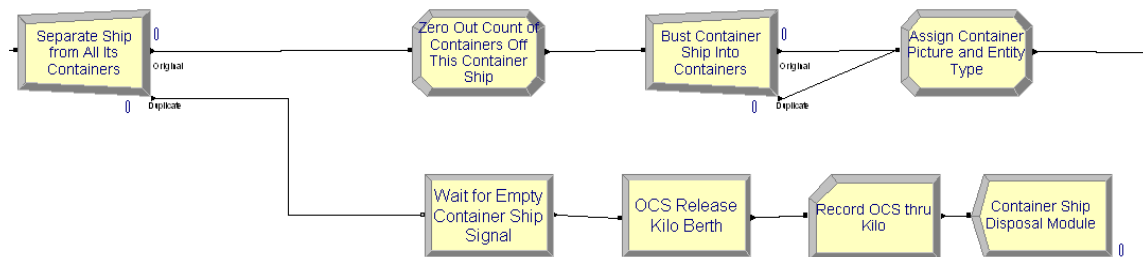 0
Separate Ship
from All Its
Containers
Original
0
Duplicate
Zero Out Count of
Containers Off
This Container
Ship
0
Bust Container
Ship Into
Containers
Original
0
Duplicate
Assign Container
Picture and Entity
Type
Wait for Empty
Container Ship
Signal
OCS Release
Kilo Berth
Record OCS thru
Kilo
Container Ship
Disposal Module
0